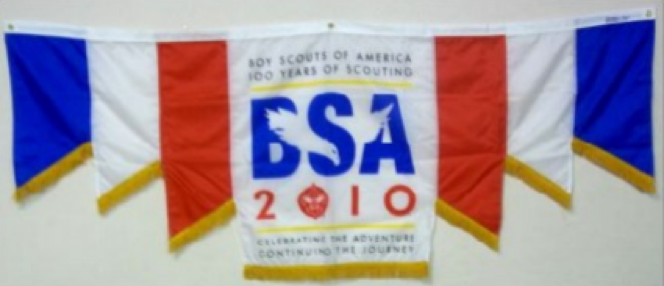 BOY SCOUTS OF AMERICA
100 YEARS OF SCOUTING
BSA
2010
CELEBRATING THE ADVENTURE
CONTINUING THE JOURNEY